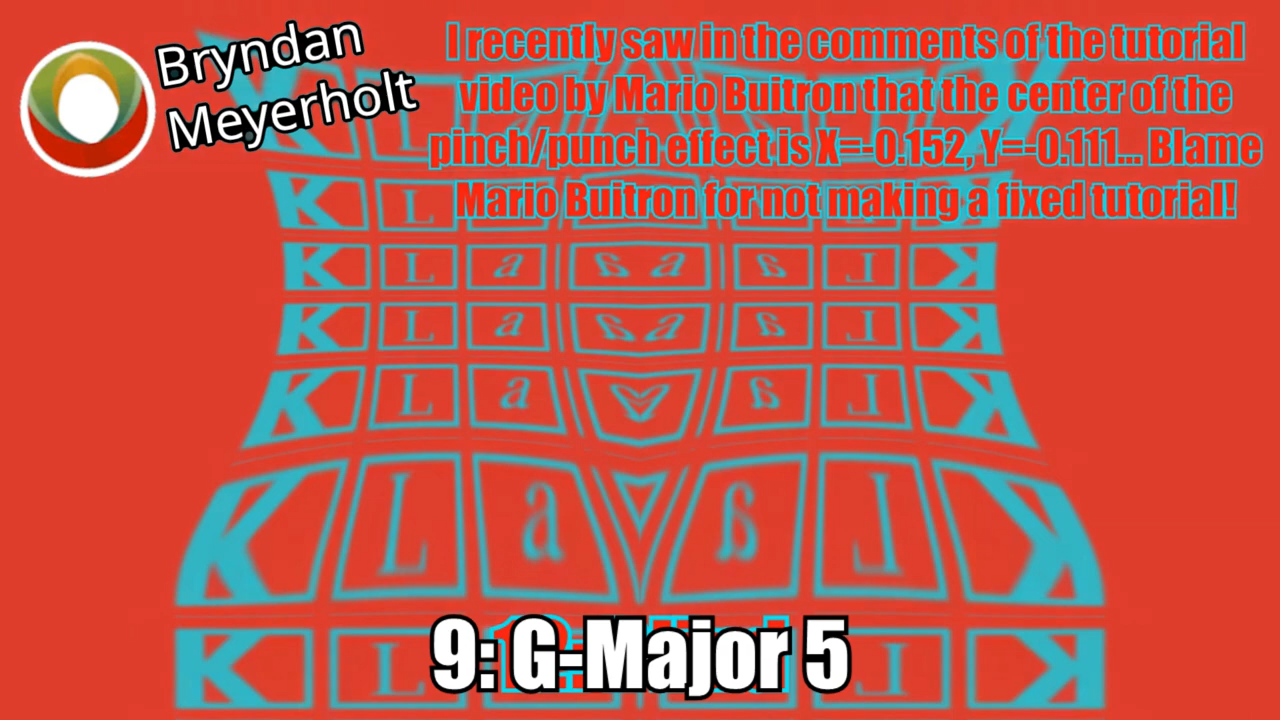 Bryndan
Meyerholt
I recently saw in the comments of the tutorial
video by Mario Buitron that the center of the
pinch/punch effect is X=-0.152, Y=-0.111... Blame
Mario Buitron for not making a fixed tutorial!
K L a
K L a
K L a
K L a
K L a
K L
9: G-Major 5